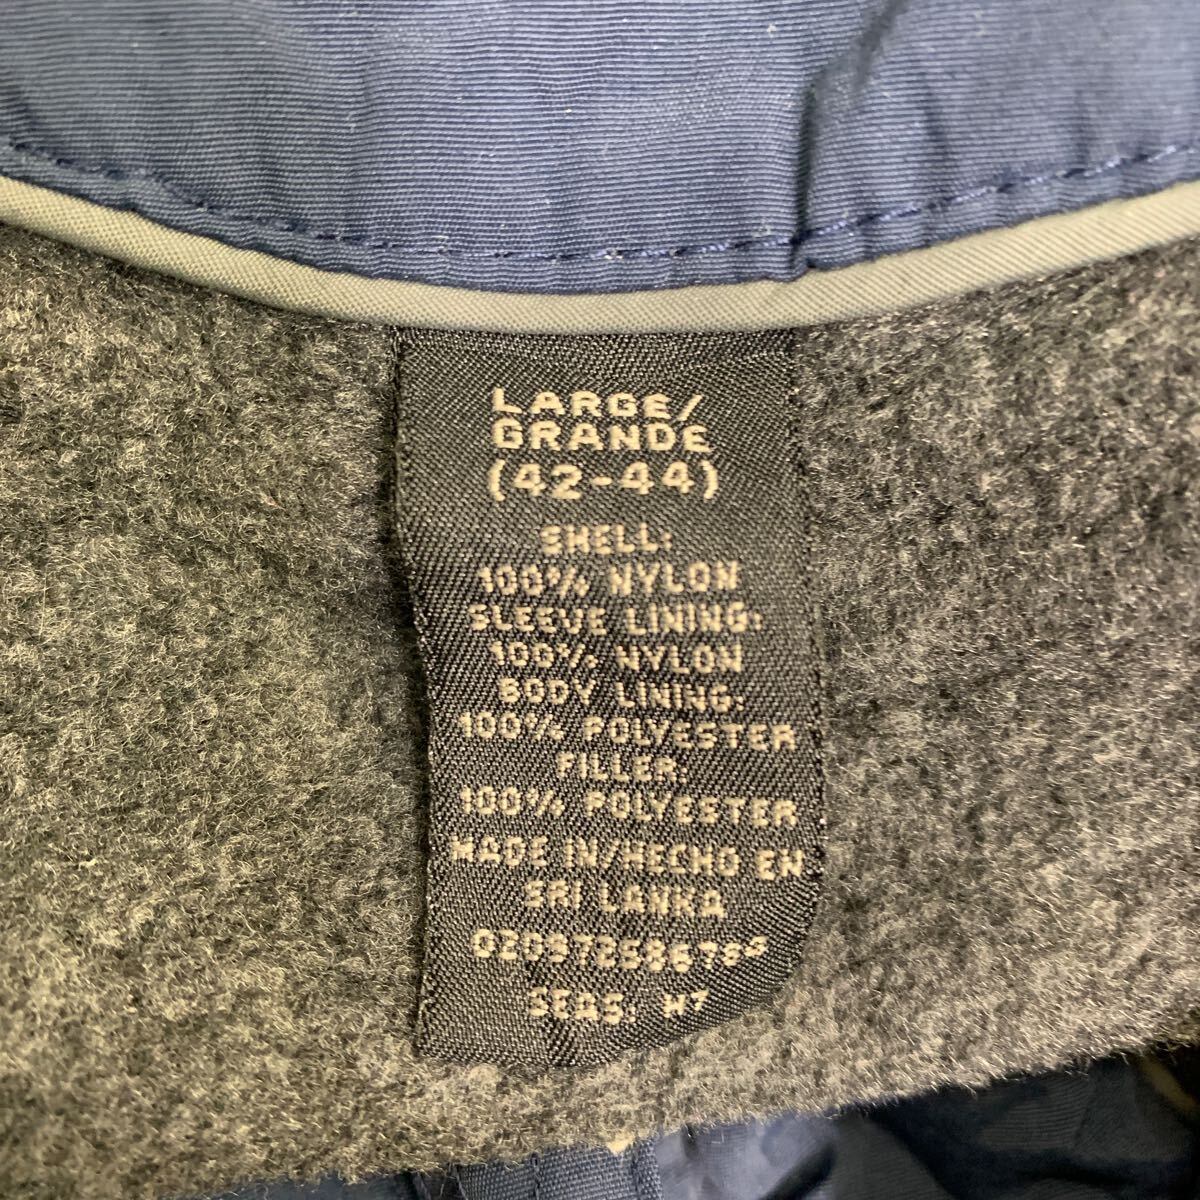 LARGE/
GRANDE
(42-44)
SHELL:
100% NYLON
SLEEVE LINING:
100% NYLON
BODY LINING:
100% POLYESTER
FILLER:
100% POLYESTER
MADE IN/HECHO EN
SRI LANKA
SEAS: H7